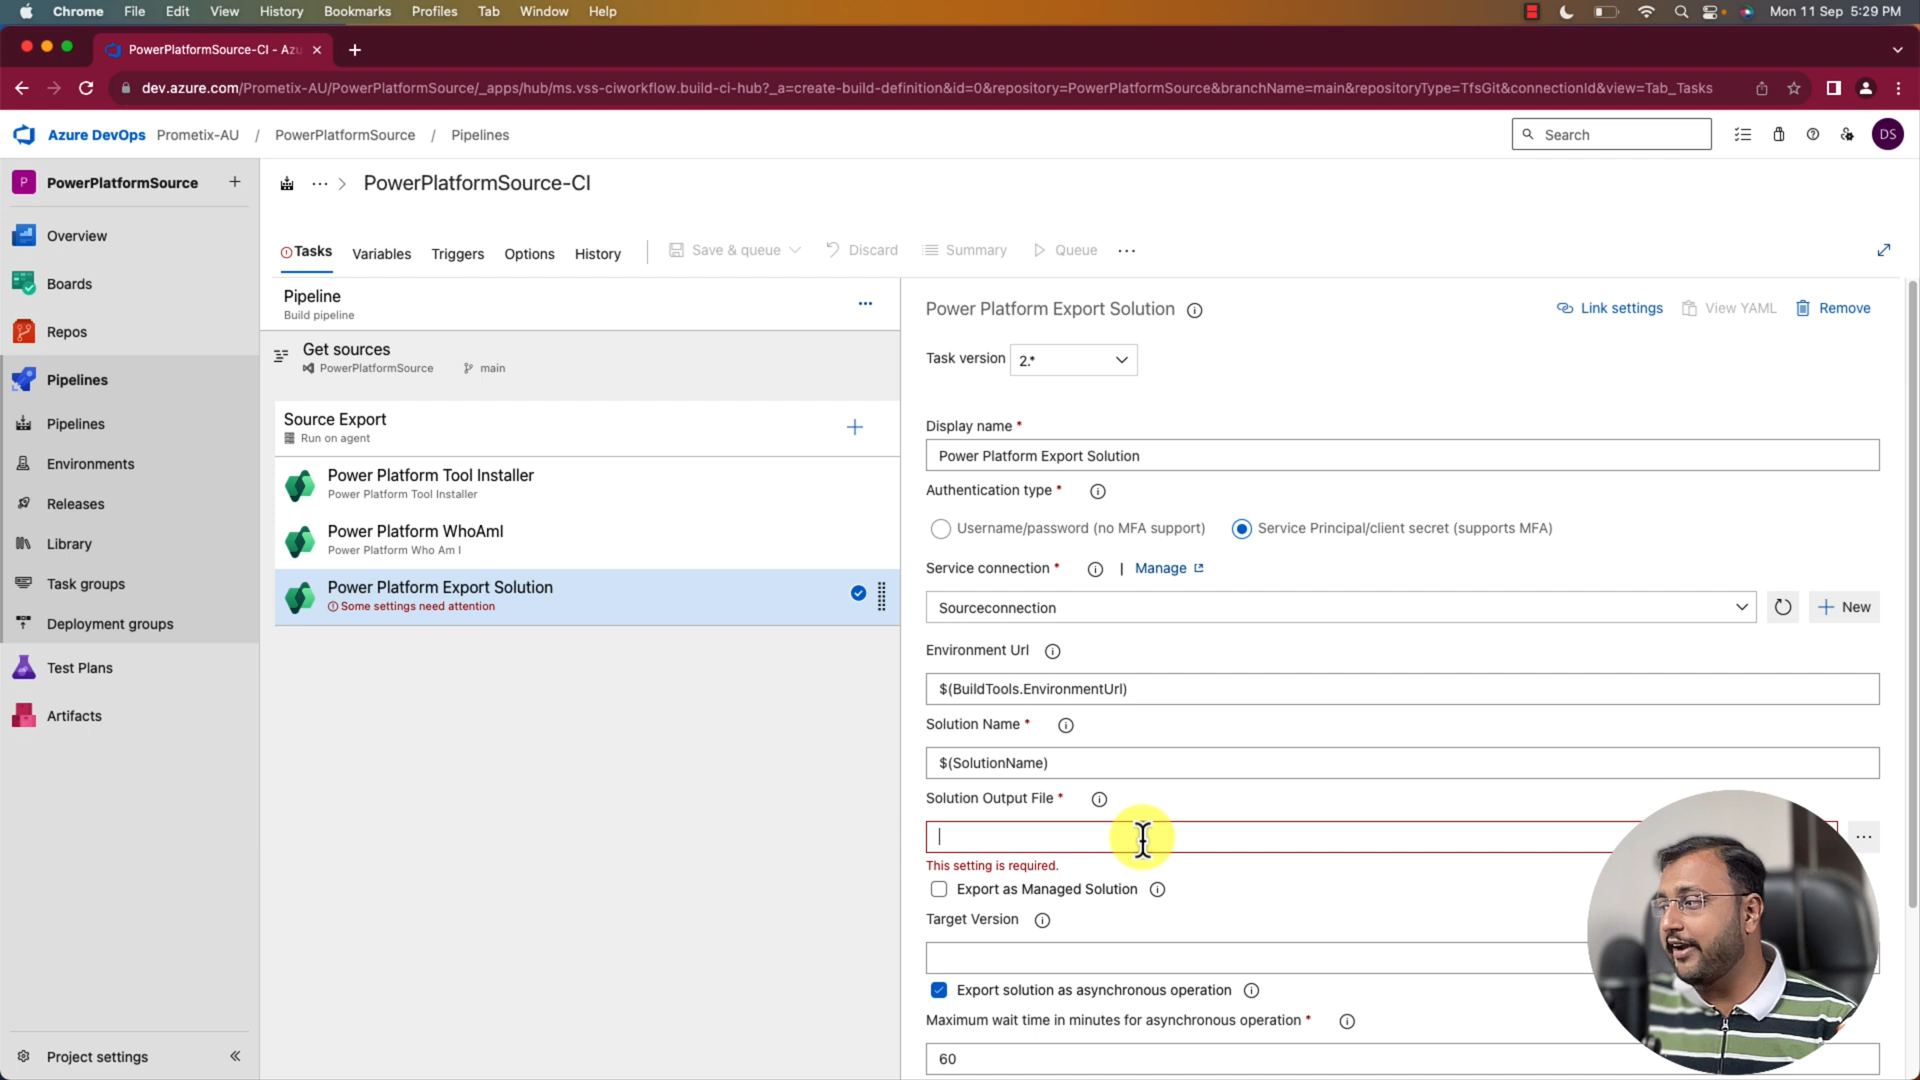 Chrome File Edit View History Bookmarks Profiles Tab Window Help
Mon 11 Sep 5:29 PM
PowerPlatformSource-CI - Azu
dev.azure.com/Prometix-AU/PowerPlatformSource/_apps/hub/ms.vss-ciworkflow.build-ci-hub?_a=create-build-definition&id=0&repository=PowerPlatformSource&branchName=main&repositoryType=TfsGit&connectionId&view=Tab_Tasks
Azure DevOps Prometix-AU / PowerPlatformSource / Pipelines
Search
DS
P PowerPlatformSource
Overview
Boards
Repos
Pipelines
Pipelines
Environments
Releases
Library
Task groups
Deployment groups
Test Plans
Artifacts
Project settings
PowerPlatformSource-CI
Tasks Variables Triggers Options History Save & queue Discard Summary Queue
Pipeline
Build pipeline
Get sources
PowerPlatformSource main
Source Export
Run on agent
Power Platform Tool Installer
Power Platform Tool Installer
Power Platform WhoAmI
Power Platform Who Am I
Power Platform Export Solution
Some settings need attention
Power Platform Export Solution
Link settings View YAML Remove
Task version 2.*
Display name *
Power Platform Export Solution
Authentication type *
Username/password (no MFA support) Service Principal/client secret (supports MFA)
Service connection * | Manage
Sourceconnection
New
Environment Url
$(BuildTools.EnvironmentUrl)
Solution Name *
$(SolutionName)
Solution Output File *
This setting is required.
Export as Managed Solution
Target Version
Export solution as asynchronous operation
Maximum wait time in minutes for asynchronous operation *
60